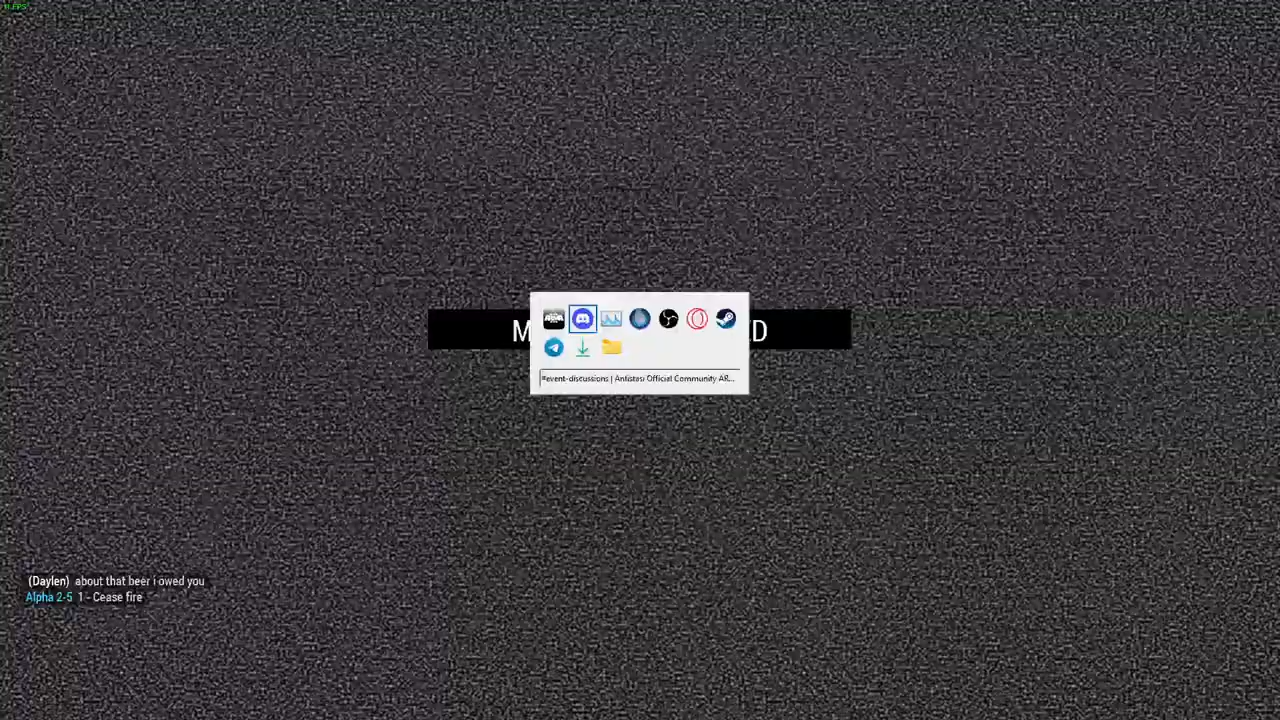 M
D
#event-discussions | Antistasi Official Community AR...
(Daylen) about that beer i owed you
Alpha 2-5 1 - Cease fire